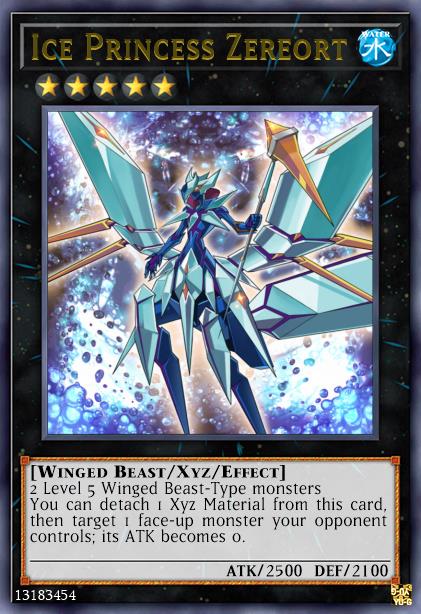 Ice Princess Zereort
WATER
水
[Winged Beast/Xyz/Effect]
2 Level 5 Winged Beast-Type monsters
You can detach 1 Xyz Material from this card,
then target 1 face-up monster your opponent
controls; its ATK becomes 0.
ATK/2500 DEF/2100
13183454